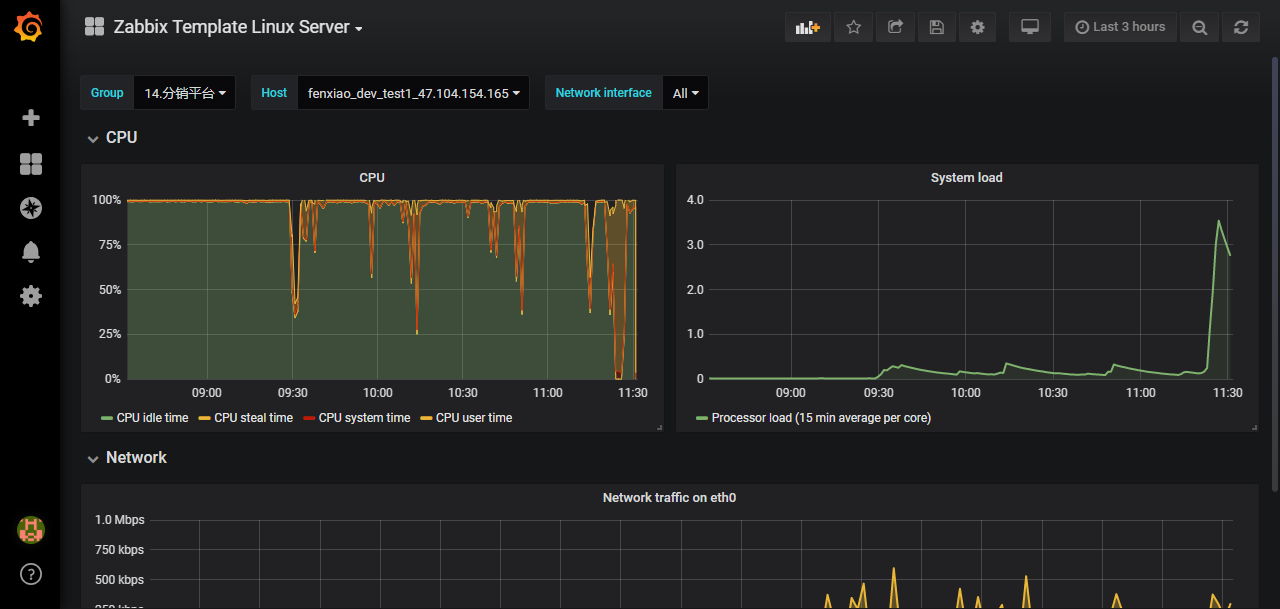 Zabbix Template Linux Server
Last 3 hours
Group 14.分销平台 Host fenxiao_dev_test1_47.104.154.165 Network interface All
CPU
CPU
100%
75%
50%
25%
0%
09:00 09:30 10:00 10:30 11:00 11:30
CPU idle time CPU steal time CPU system time CPU user time
System load
4.0
3.0
2.0
1.0
0
09:00 09:30 10:00 10:30 11:00 11:30
Processor load (15 min average per core)
Network
Network traffic on eth0
1.0 Mbps
750 kbps
500 kbps
250 kbps
?